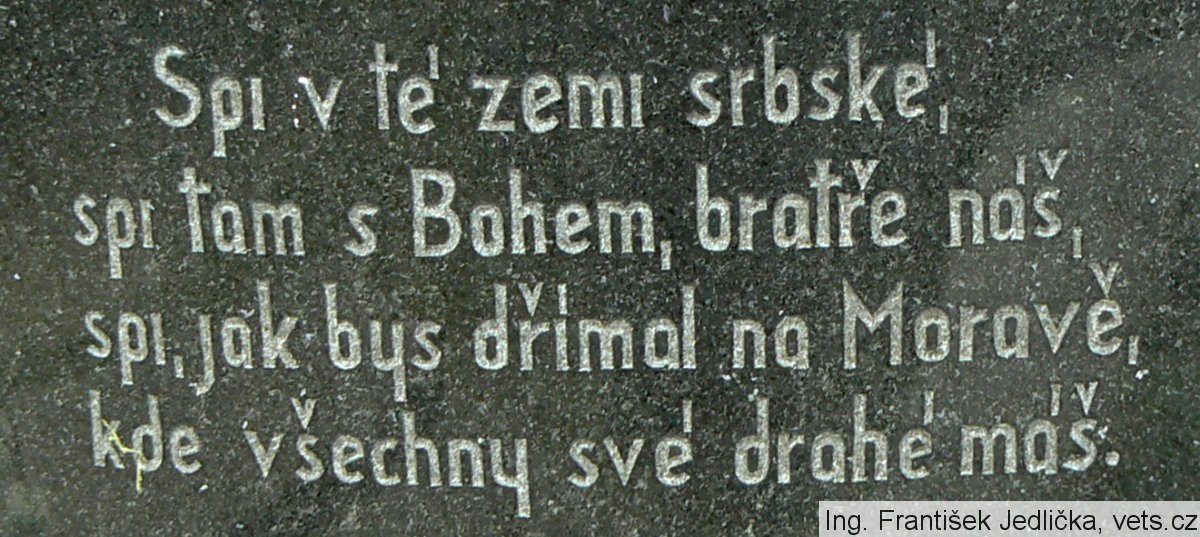 Spi v té zemi srbské,
spi tam s Bohem, bratře náš,
spi, jak bys dřímal na Moravě,
kde všechny své drahé máš.
Ing. František Jedlička, vets.cz